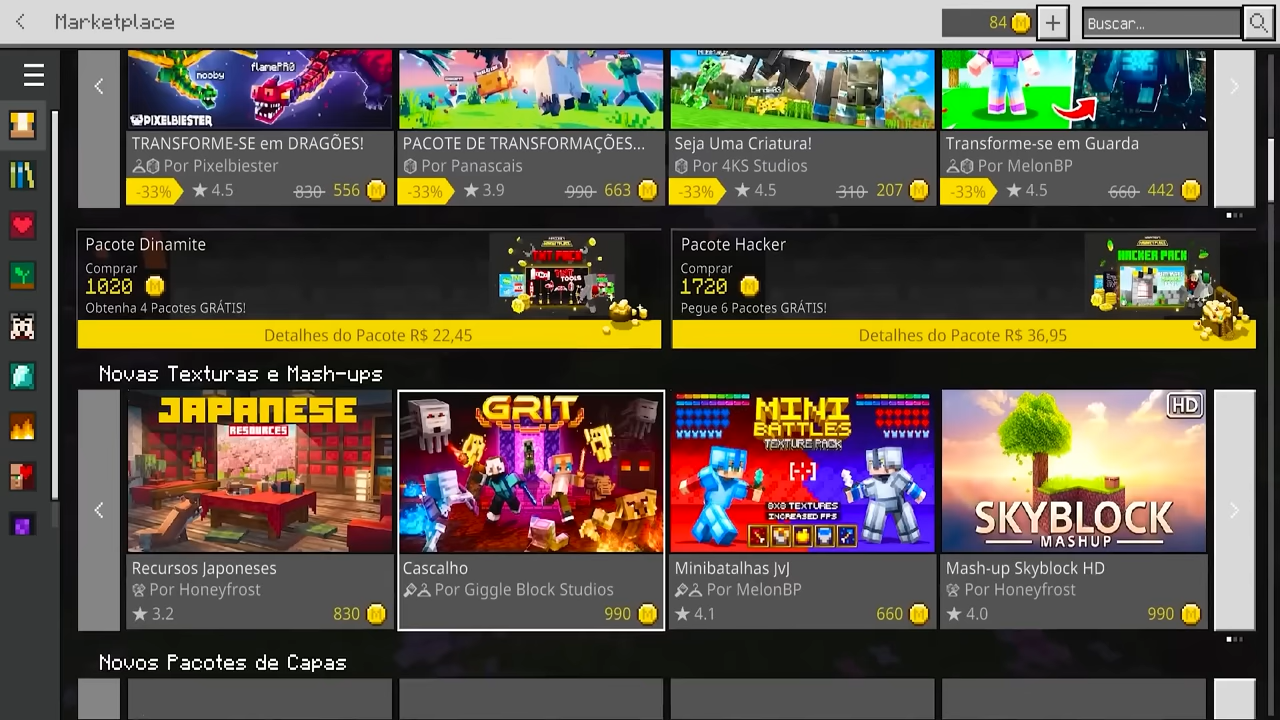 Marketplace
84
Buscar...
nooby
flamePRO
PIXELBIESTER
TRANSFORME-SE em DRAGÕES!
Por Pixelbiester
-33% 4.5 830 556
PACOTE DE TRANSFORMAÇÕES...
Por Panascais
-33% 3.9 990 663
Seja Uma Criatura!
Por 4KS Studios
-33% 4.5 310 207
Transforme-se em Guarda
Por MelonBP
-33% 4.5 660 442
Pacote Dinamite
Comprar
1020
Obtenha 4 Pacotes GRÁTIS!
TNT PACK
TOOLS
Detalhes do Pacote R$ 22,45
Pacote Hacker
Comprar
1720
Pegue 6 Pacotes GRÁTIS!
HACKER PACK
Detalhes do Pacote R$ 36,95
Novas Texturas e Mash-ups
JAPANESE
RESOURCES
Recursos Japoneses
Por Honeyfrost
3.2 830
GRIT
Cascalho
Por Giggle Block Studios
990
MINI
BATTLES
TEXTURE PACK
8X8 TEXTURES
INCREASED FPS
Minibatalhas JvJ
Por MelonBP
4.1 660
HD
SKYBLOCK
MASHUP
Mash-up Skyblock HD
Por Honeyfrost
4.0 990
Novos Pacotes de Capas